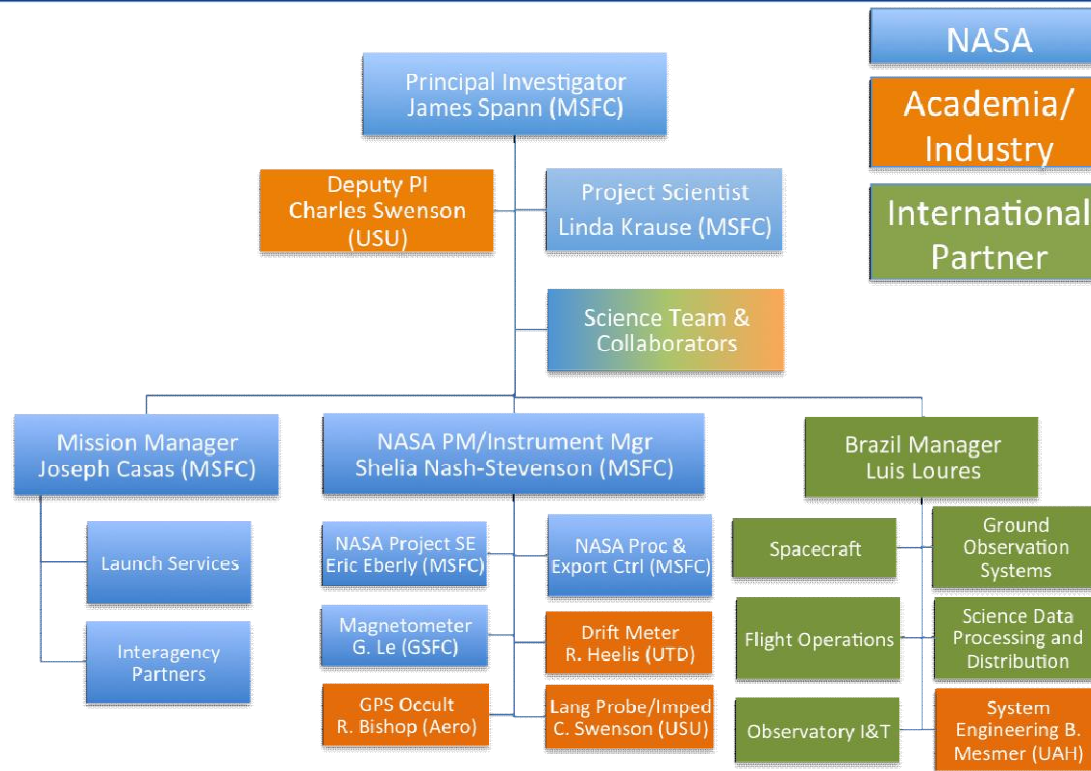 NASA
Academia/
Industry
International
Partner
Principal Investigator
James Spann (MSFC)
Deputy PI
Charles Swenson
(USU)
Project Scientist
Linda Krause (MSFC)
Science Team &
Collaborators
Mission Manager
Joseph Casas (MSFC)
Launch Services
Interagency
Partners
NASA PM/Instrument Mgr
Shelia Nash-Stevenson (MSFC)
NASA Project SE
Eric Eberly (MSFC)
NASA Proc &
Export Ctrl (MSFC)
Magnetometer
G. Le (GSFC)
Drift Meter
R. Heelis (UTD)
GPS Occult
R. Bishop (Aero)
Lang Probe/Imped
C. Swenson (USU)
Brazil Manager
Luis Loures
Spacecraft
Ground
Observation
Systems
Flight Operations
Science Data
Processing and
Distribution
Observatory I&T
System
Engineering B.
Mesmer (UAH)